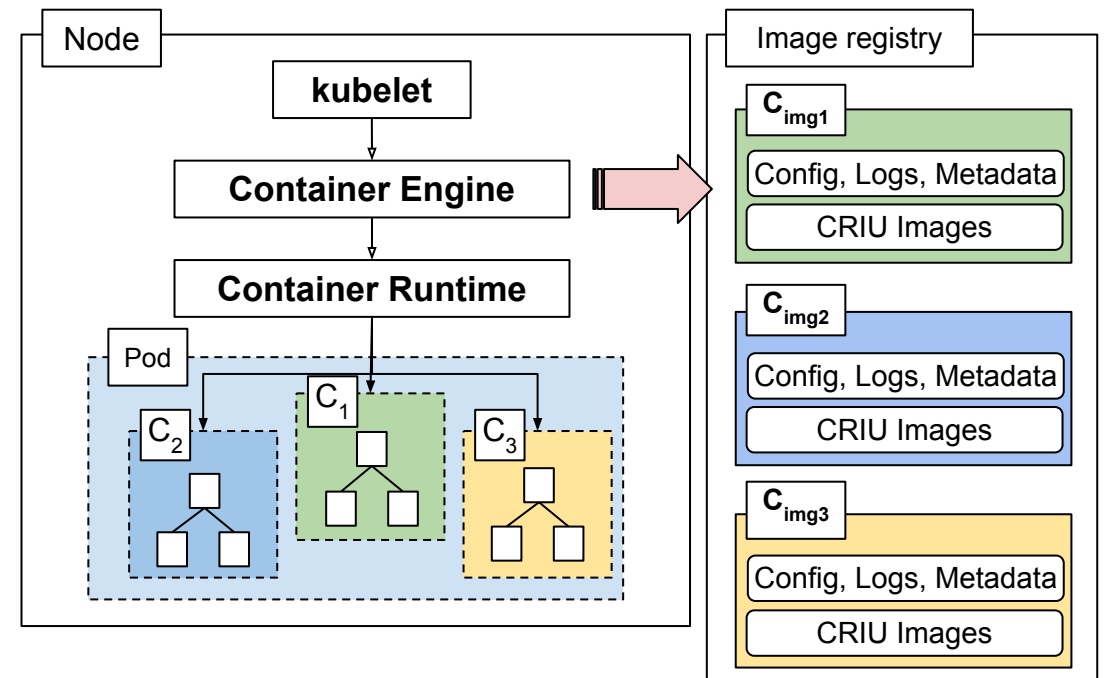 Node
kubelet
Container Engine
Container Runtime
Pod
C2
C1
C3
Image registry
Cimg1
Config, Logs, Metadata
CRIU Images
Cimg2
Config, Logs, Metadata
CRIU Images
Cimg3
Config, Logs, Metadata
CRIU Images